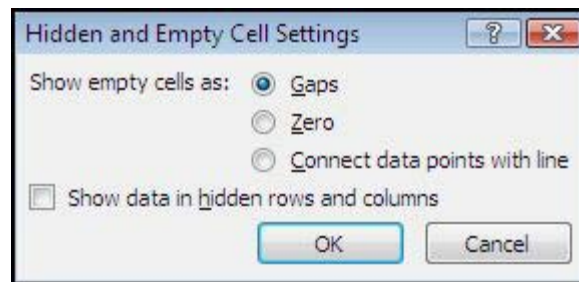 Hidden and Empty Cell Settings
Show empty cells as: Gaps
Zero
Connect data points with line
Show data in hidden rows and columns
OK Cancel